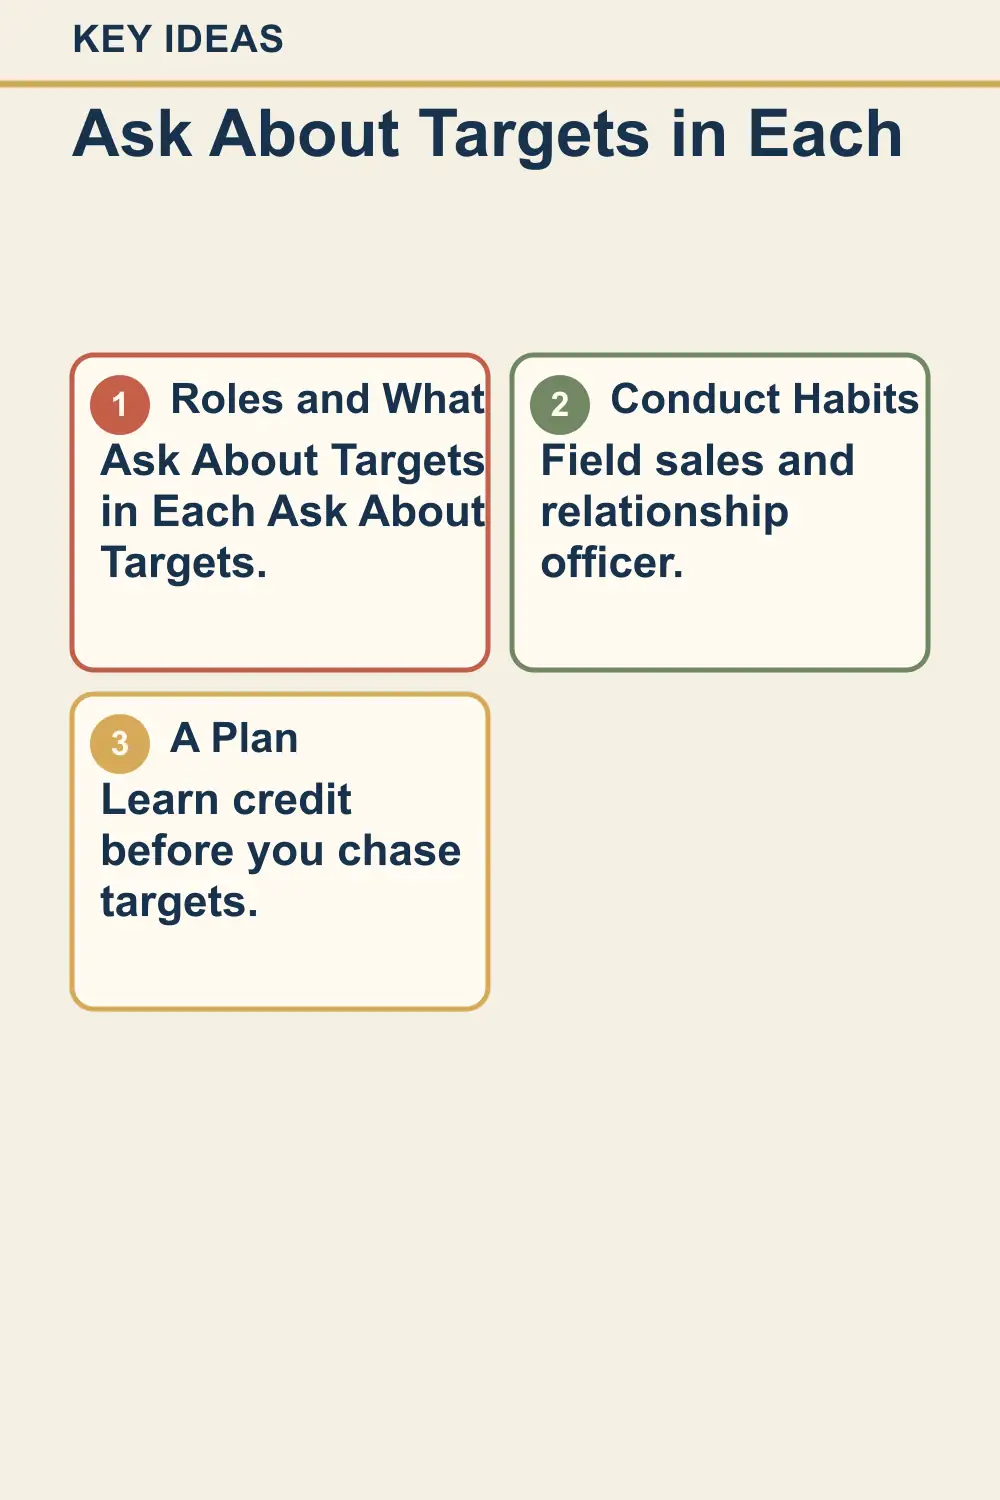 KEY IDEAS
Ask About Targets in Each
1
Roles and What
Ask About Targets
in Each Ask About
Targets.
2
Conduct Habits
Field sales and
relationship
officer.
3
A Plan
Learn credit
before you chase
targets.